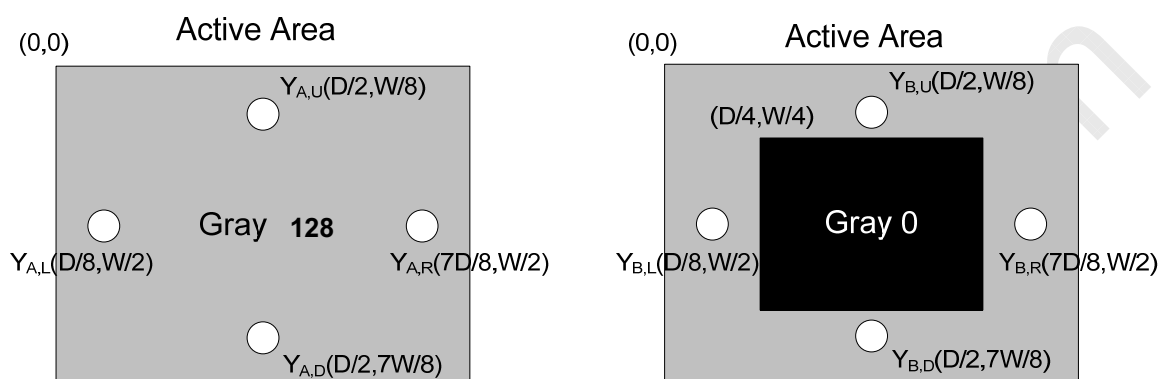 Active Area
(0,0)
Y_A,U(D/2,W/8)
Gray 128
Y_A,L(D/8,W/2)
Y_A,R(7D/8,W/2)
Y_A,D(D/2,7W/8)
Active Area
(0,0)
Y_B,U(D/2,W/8)
(D/4,W/4)
Gray 0
Y_B,L(D/8,W/2)
Y_B,R(7D/8,W/2)
Y_B,D(D/2,7W/8)